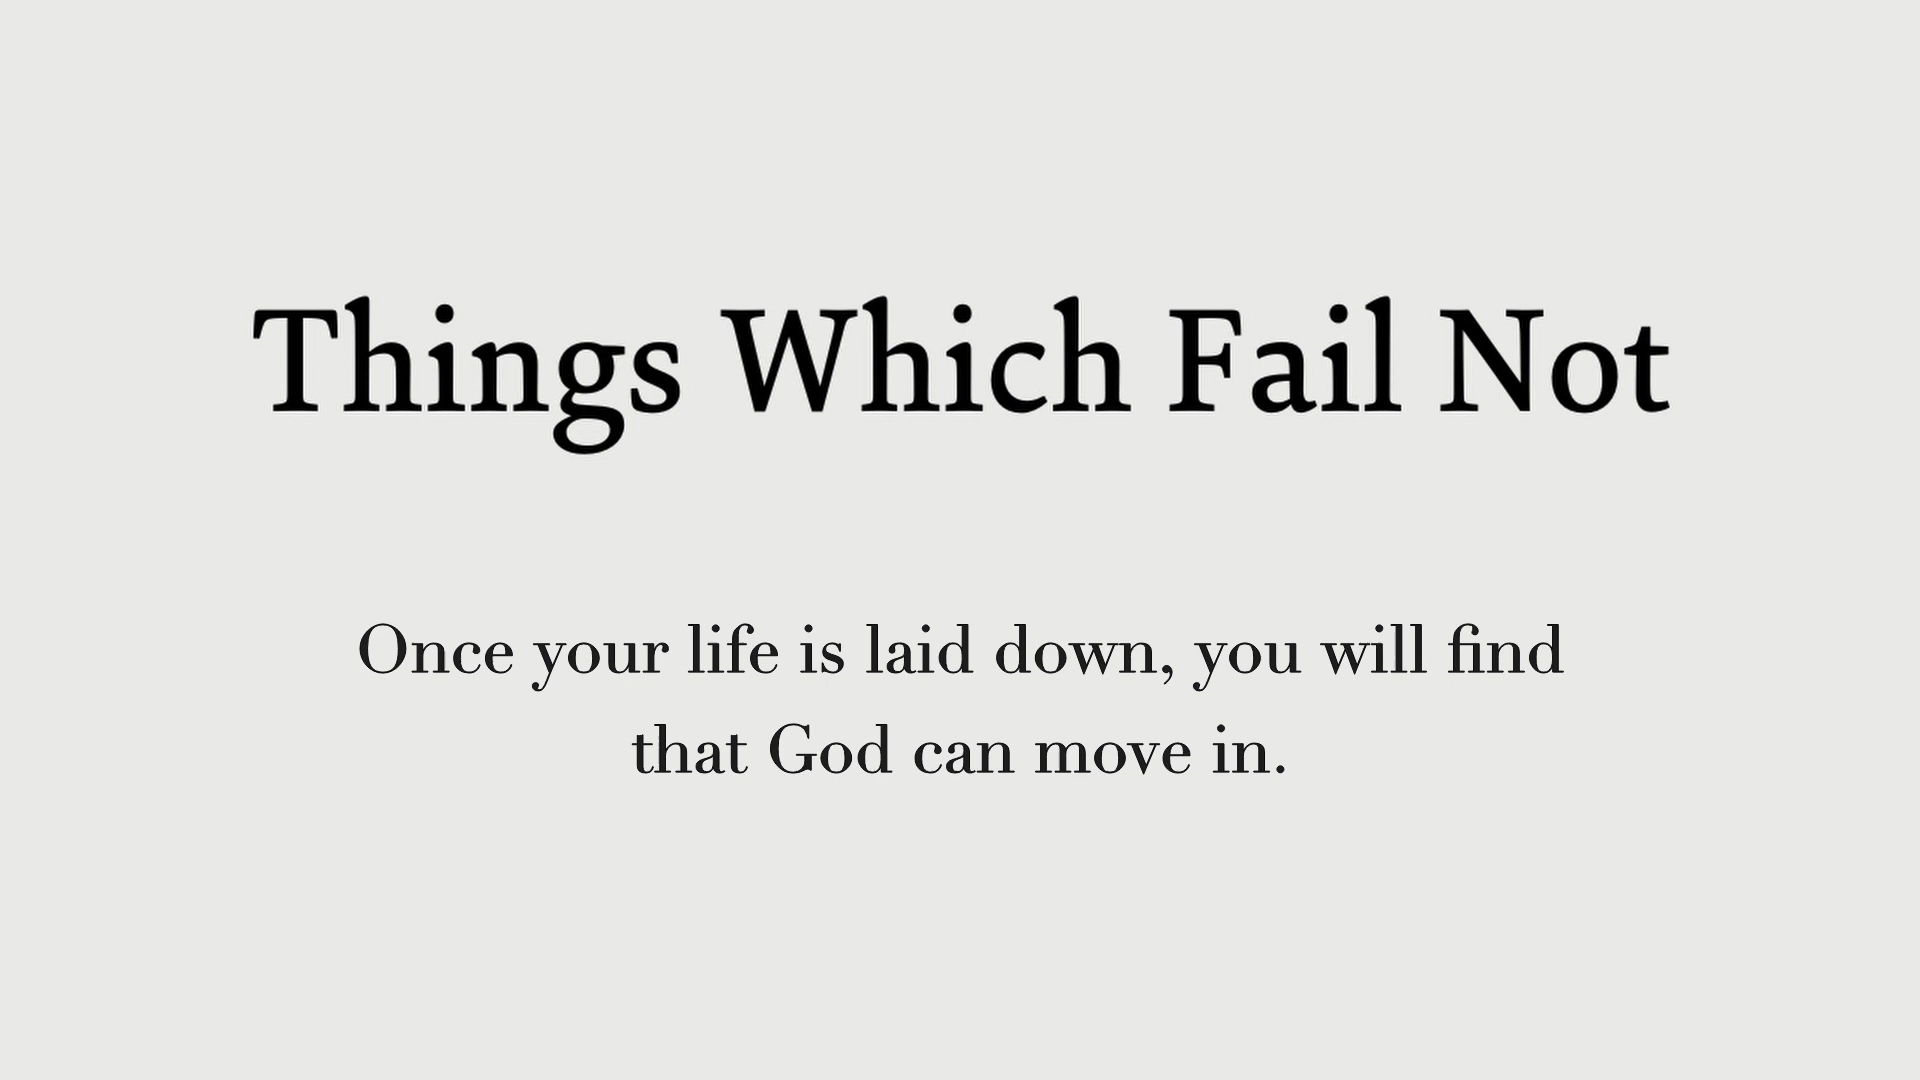 Things Which Fail Not
Once your life is laid down, you will find
that God can move in.